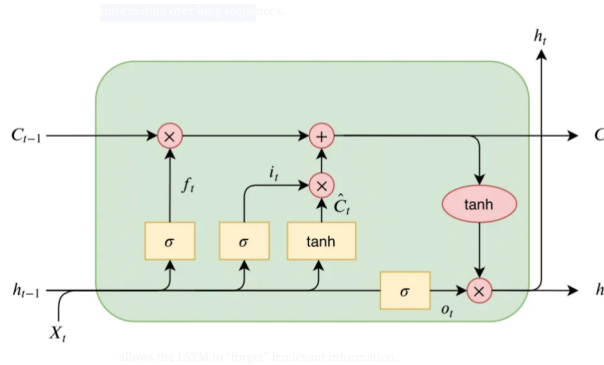 information over long sequences.
h_t
C_{t-1}
×
+
C
f_t
i_t
×
Ĉ_t
tanh
σ
σ
tanh
h_{t-1}
σ
×
h
o_t
X_t
allows the LSTM to "forget" irrelevant information.